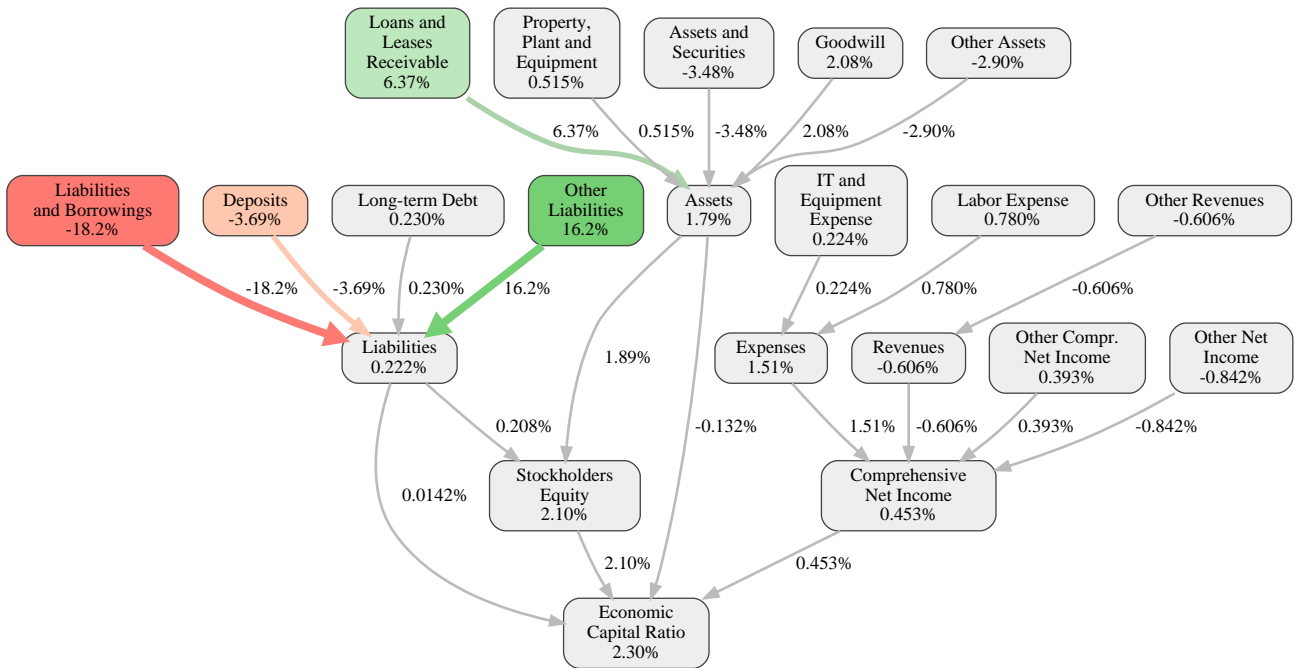 Loans and
Leases
Receivable
6.37%
Property,
Plant and
Equipment
0.515%
Assets and
Securities
-3.48%
Goodwill
2.08%
Other Assets
-2.90%
6.37%
0.515%
-3.48%
2.08%
-2.90%
Liabilities
and Borrowings
-18.2%
Deposits
-3.69%
Long-term Debt
0.230%
Other
Liabilities
16.2%
Assets
1.79%
IT and
Equipment
Expense
0.224%
Labor Expense
0.780%
Other Revenues
-0.606%
-18.2%
-3.69%
0.230%
16.2%
0.224%
0.780%
-0.606%
Liabilities
0.222%
1.89%
Expenses
1.51%
Revenues
-0.606%
Other Compr.
Net Income
0.393%
Other Net
Income
-0.842%
0.208%
-0.132%
1.51%
-0.606%
0.393%
-0.842%
0.0142%
Stockholders
Equity
2.10%
Comprehensive
Net Income
0.453%
2.10%
0.453%
Economic
Capital Ratio
2.30%